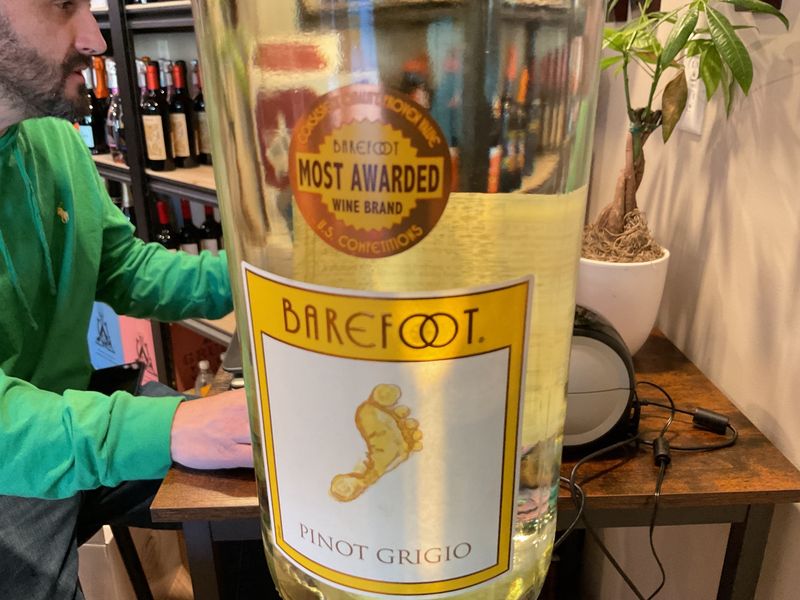 BAREFOOT
MOST AWARDED
WINE BRAND
U.S. COMPETITIONS
BAREFOOT
PINOT GRIGIO